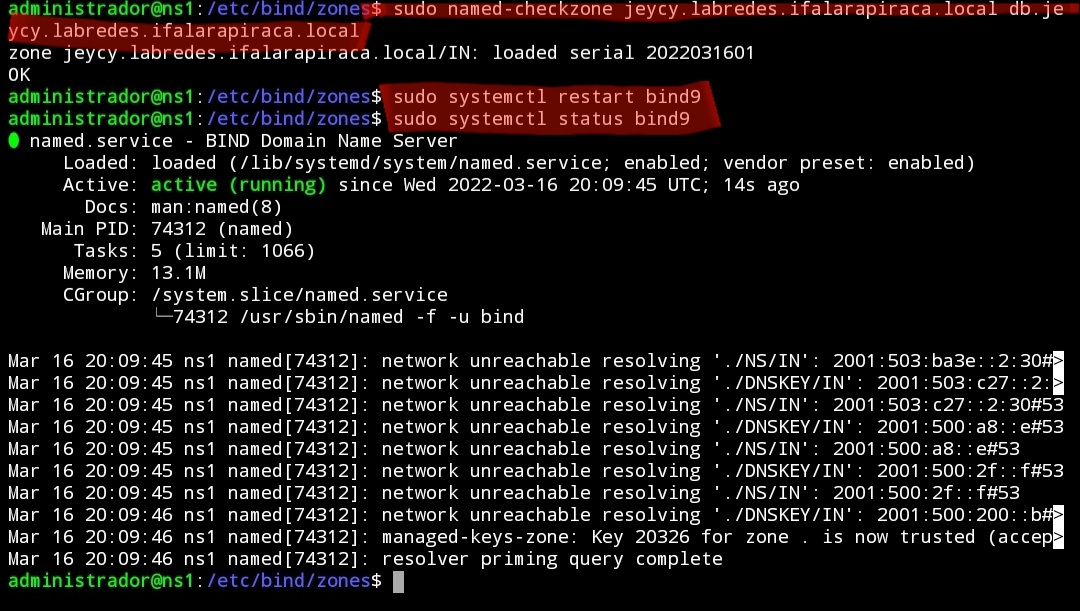 administrador@ns1:/etc/bind/zones$ sudo named-checkzone jeycy.labredes.ifalarapiraca.local db.je
ycy.labredes.ifalarapiraca.local
zone jeycy.labredes.ifalarapiraca.local/IN: loaded serial 2022031601
OK
administrador@ns1:/etc/bind/zones$ sudo systemctl restart bind9
administrador@ns1:/etc/bind/zones$ sudo systemctl status bind9
● named.service - BIND Domain Name Server
     Loaded: loaded (/lib/systemd/system/named.service; enabled; vendor preset: enabled)
     Active: active (running) since Wed 2022-03-16 20:09:45 UTC; 14s ago
       Docs: man:named(8)
   Main PID: 74312 (named)
      Tasks: 5 (limit: 1066)
     Memory: 13.1M
     CGroup: /system.slice/named.service
             └─74312 /usr/sbin/named -f -u bind
Mar 16 20:09:45 ns1 named[74312]: network unreachable resolving './NS/IN': 2001:503:ba3e::2:30#>
Mar 16 20:09:45 ns1 named[74312]: network unreachable resolving './DNSKEY/IN': 2001:503:c27::2:>
Mar 16 20:09:45 ns1 named[74312]: network unreachable resolving './NS/IN': 2001:503:c27::2:30#53
Mar 16 20:09:45 ns1 named[74312]: network unreachable resolving './DNSKEY/IN': 2001:500:a8::e#53
Mar 16 20:09:45 ns1 named[74312]: network unreachable resolving './NS/IN': 2001:500:a8::e#53
Mar 16 20:09:45 ns1 named[74312]: network unreachable resolving './DNSKEY/IN': 2001:500:2f::f#53
Mar 16 20:09:45 ns1 named[74312]: network unreachable resolving './NS/IN': 2001:500:2f::f#53
Mar 16 20:09:46 ns1 named[74312]: network unreachable resolving './DNSKEY/IN': 2001:500:200::b#>
Mar 16 20:09:46 ns1 named[74312]: managed-keys-zone: Key 20326 for zone . is now trusted (accep>
Mar 16 20:09:46 ns1 named[74312]: resolver priming query complete
administrador@ns1:/etc/bind/zones$